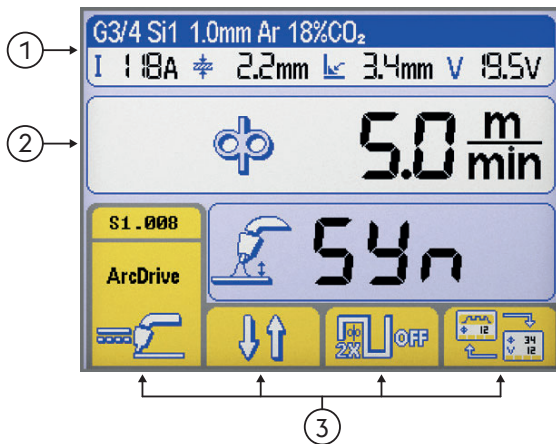 G3/4 Si1 1.0mm Ar 18%CO₂
I 118A 2.2mm 3.4mm V 19.5V
1
2
5.0 m/min
S1.008
ArcDrive
Syn
2X OFF
12
34
V 12
3